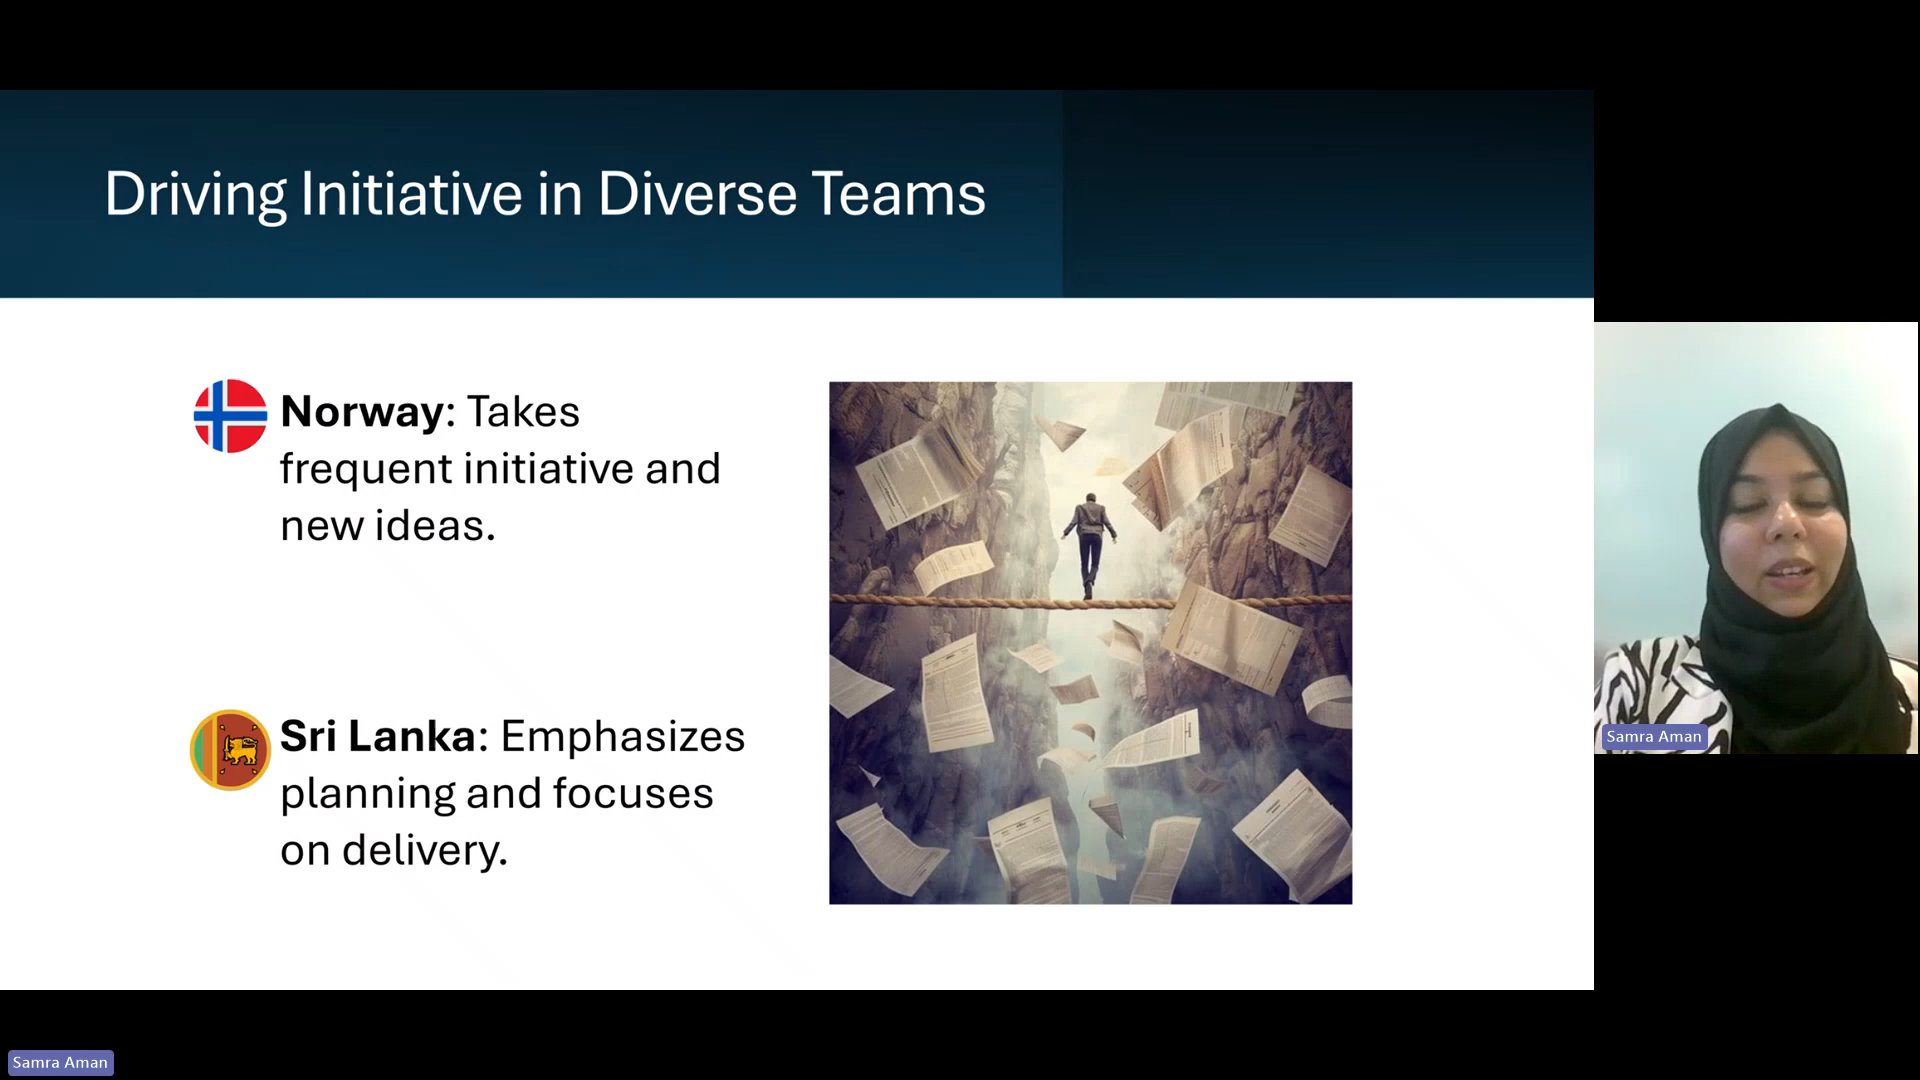 Driving Initiative in Diverse Teams
Norway: Takes
frequent initiative and
new ideas.
Sri Lanka: Emphasizes
planning and focuses
on delivery.
Samra Aman
Samra Aman